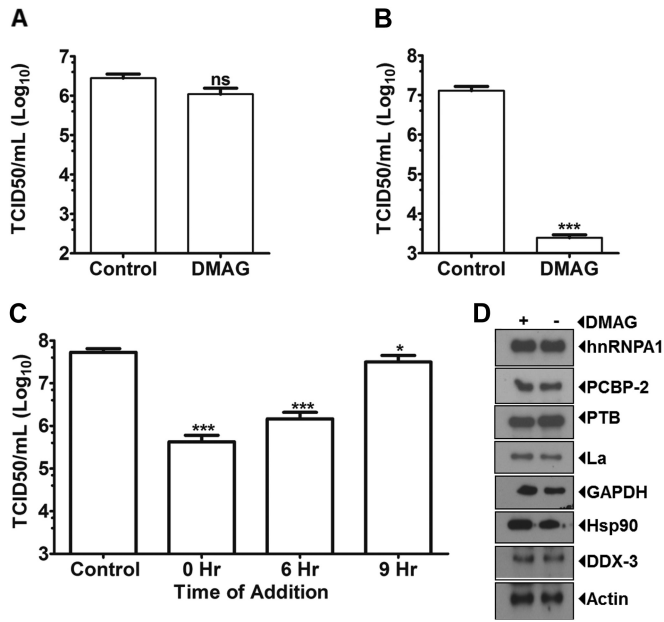 A
TCID50/mL (Log10)
7
6
5
4
3
2
ns
Control DMAG
B
TCID50/mL (Log10)
8
7
6
5
4
3
***
Control DMAG
C
TCID50/mL (Log10)
8
7
6
5
4
3
***
***
*
Control 0 Hr 6 Hr 9 Hr
Time of Addition
D
+ - DMAG
hnRNPA1
PCBP-2
PTB
La
GAPDH
Hsp90
DDX-3
Actin